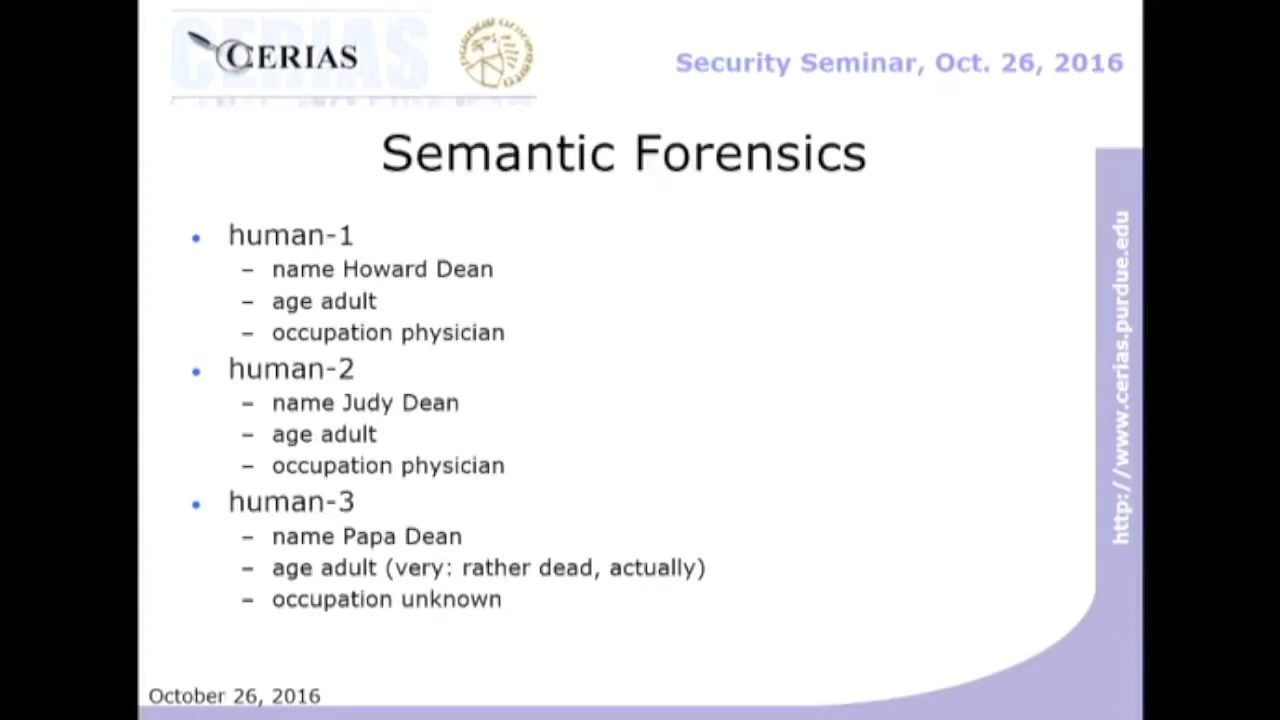 CERIAS
Security Seminar, Oct. 26, 2016
Semantic Forensics
• human-1
– name Howard Dean
– age adult
– occupation physician
• human-2
– name Judy Dean
– age adult
– occupation physician
• human-3
– name Papa Dean
– age adult (very: rather dead, actually)
– occupation unknown
http://www.cerias.purdue.edu
October 26, 2016